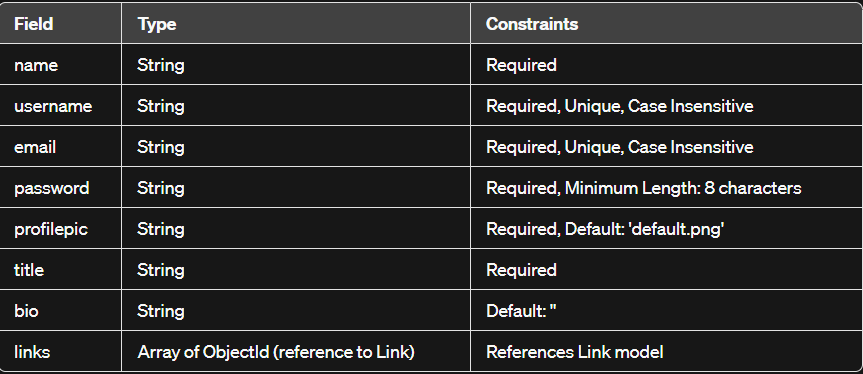 Field Type Constraints
name String Required
username String Required, Unique, Case Insensitive
email String Required, Unique, Case Insensitive
password String Required, Minimum Length: 8 characters
profilepic String Required, Default: 'default.png'
title String Required
bio String Default: ''
links Array of ObjectId (reference to Link) References Link model